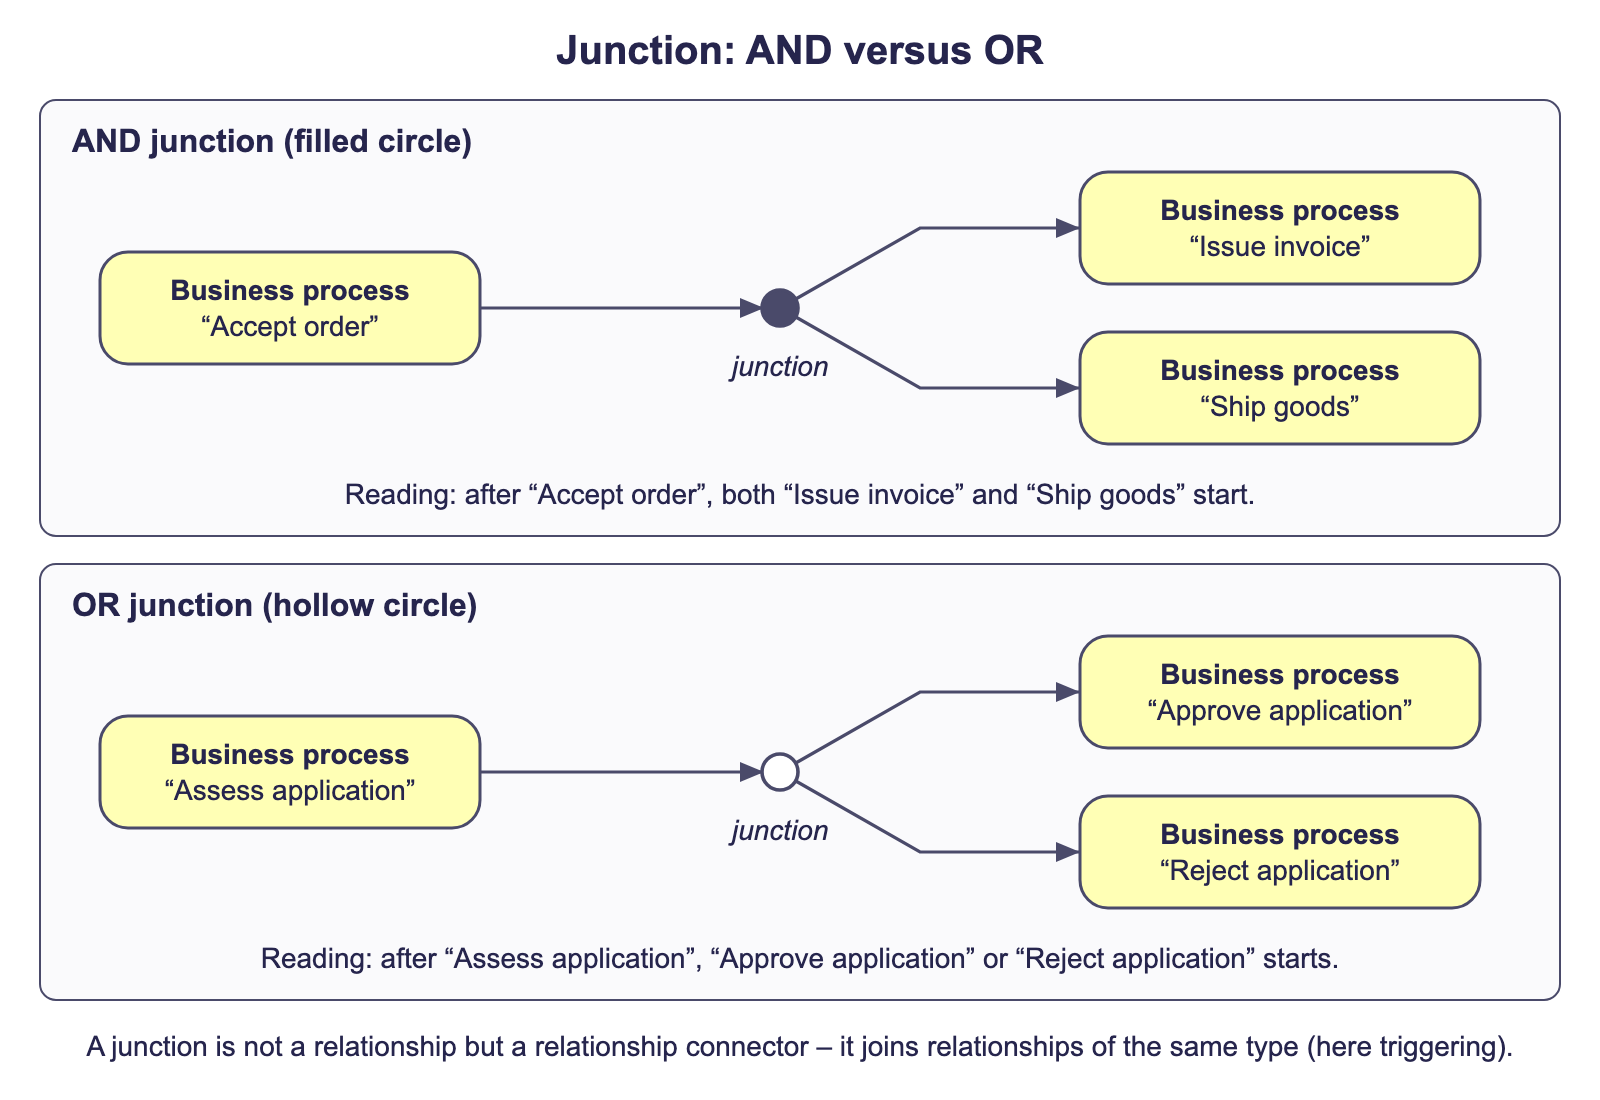 Junction: AND versus OR
AND junction (filled circle)
Business process
“Issue invoice”
Business process
“Accept order”
junction
Business process
“Ship goods”
Reading: after “Accept order”, both “Issue invoice” and “Ship goods” start.
OR junction (hollow circle)
Business process
“Approve application”
Business process
“Assess application”
junction
Business process
“Reject application”
Reading: after “Assess application”, “Approve application” or “Reject application” starts.
A junction is not a relationship but a relationship connector – it joins relationships of the same type (here triggering).